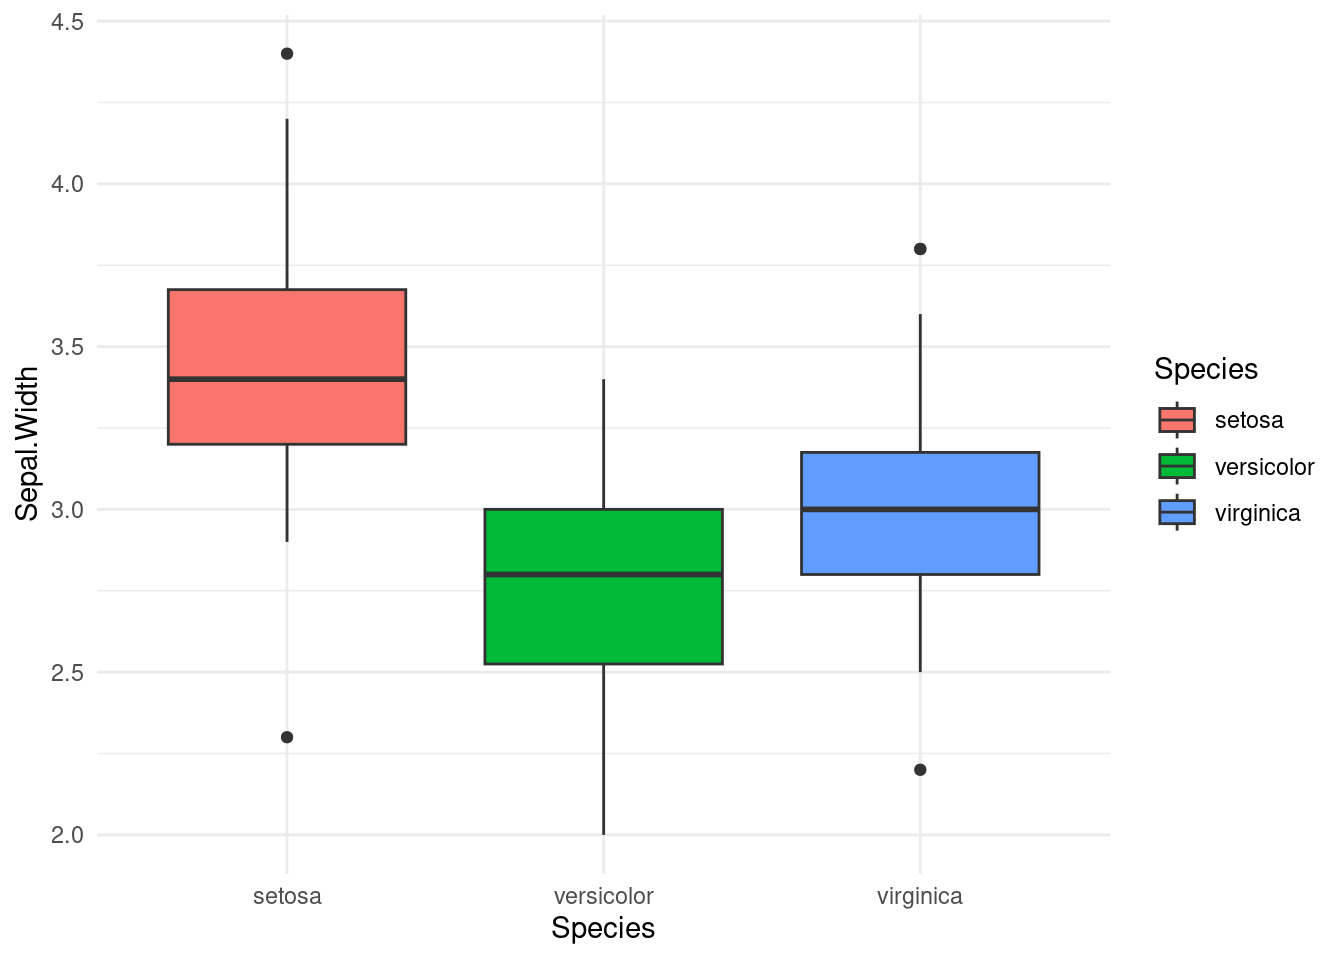 4.5
4.0
3.5
3.0
2.5
2.0
Sepal.Width
setosa
versicolor
virginica
Species
Species
setosa
versicolor
virginica